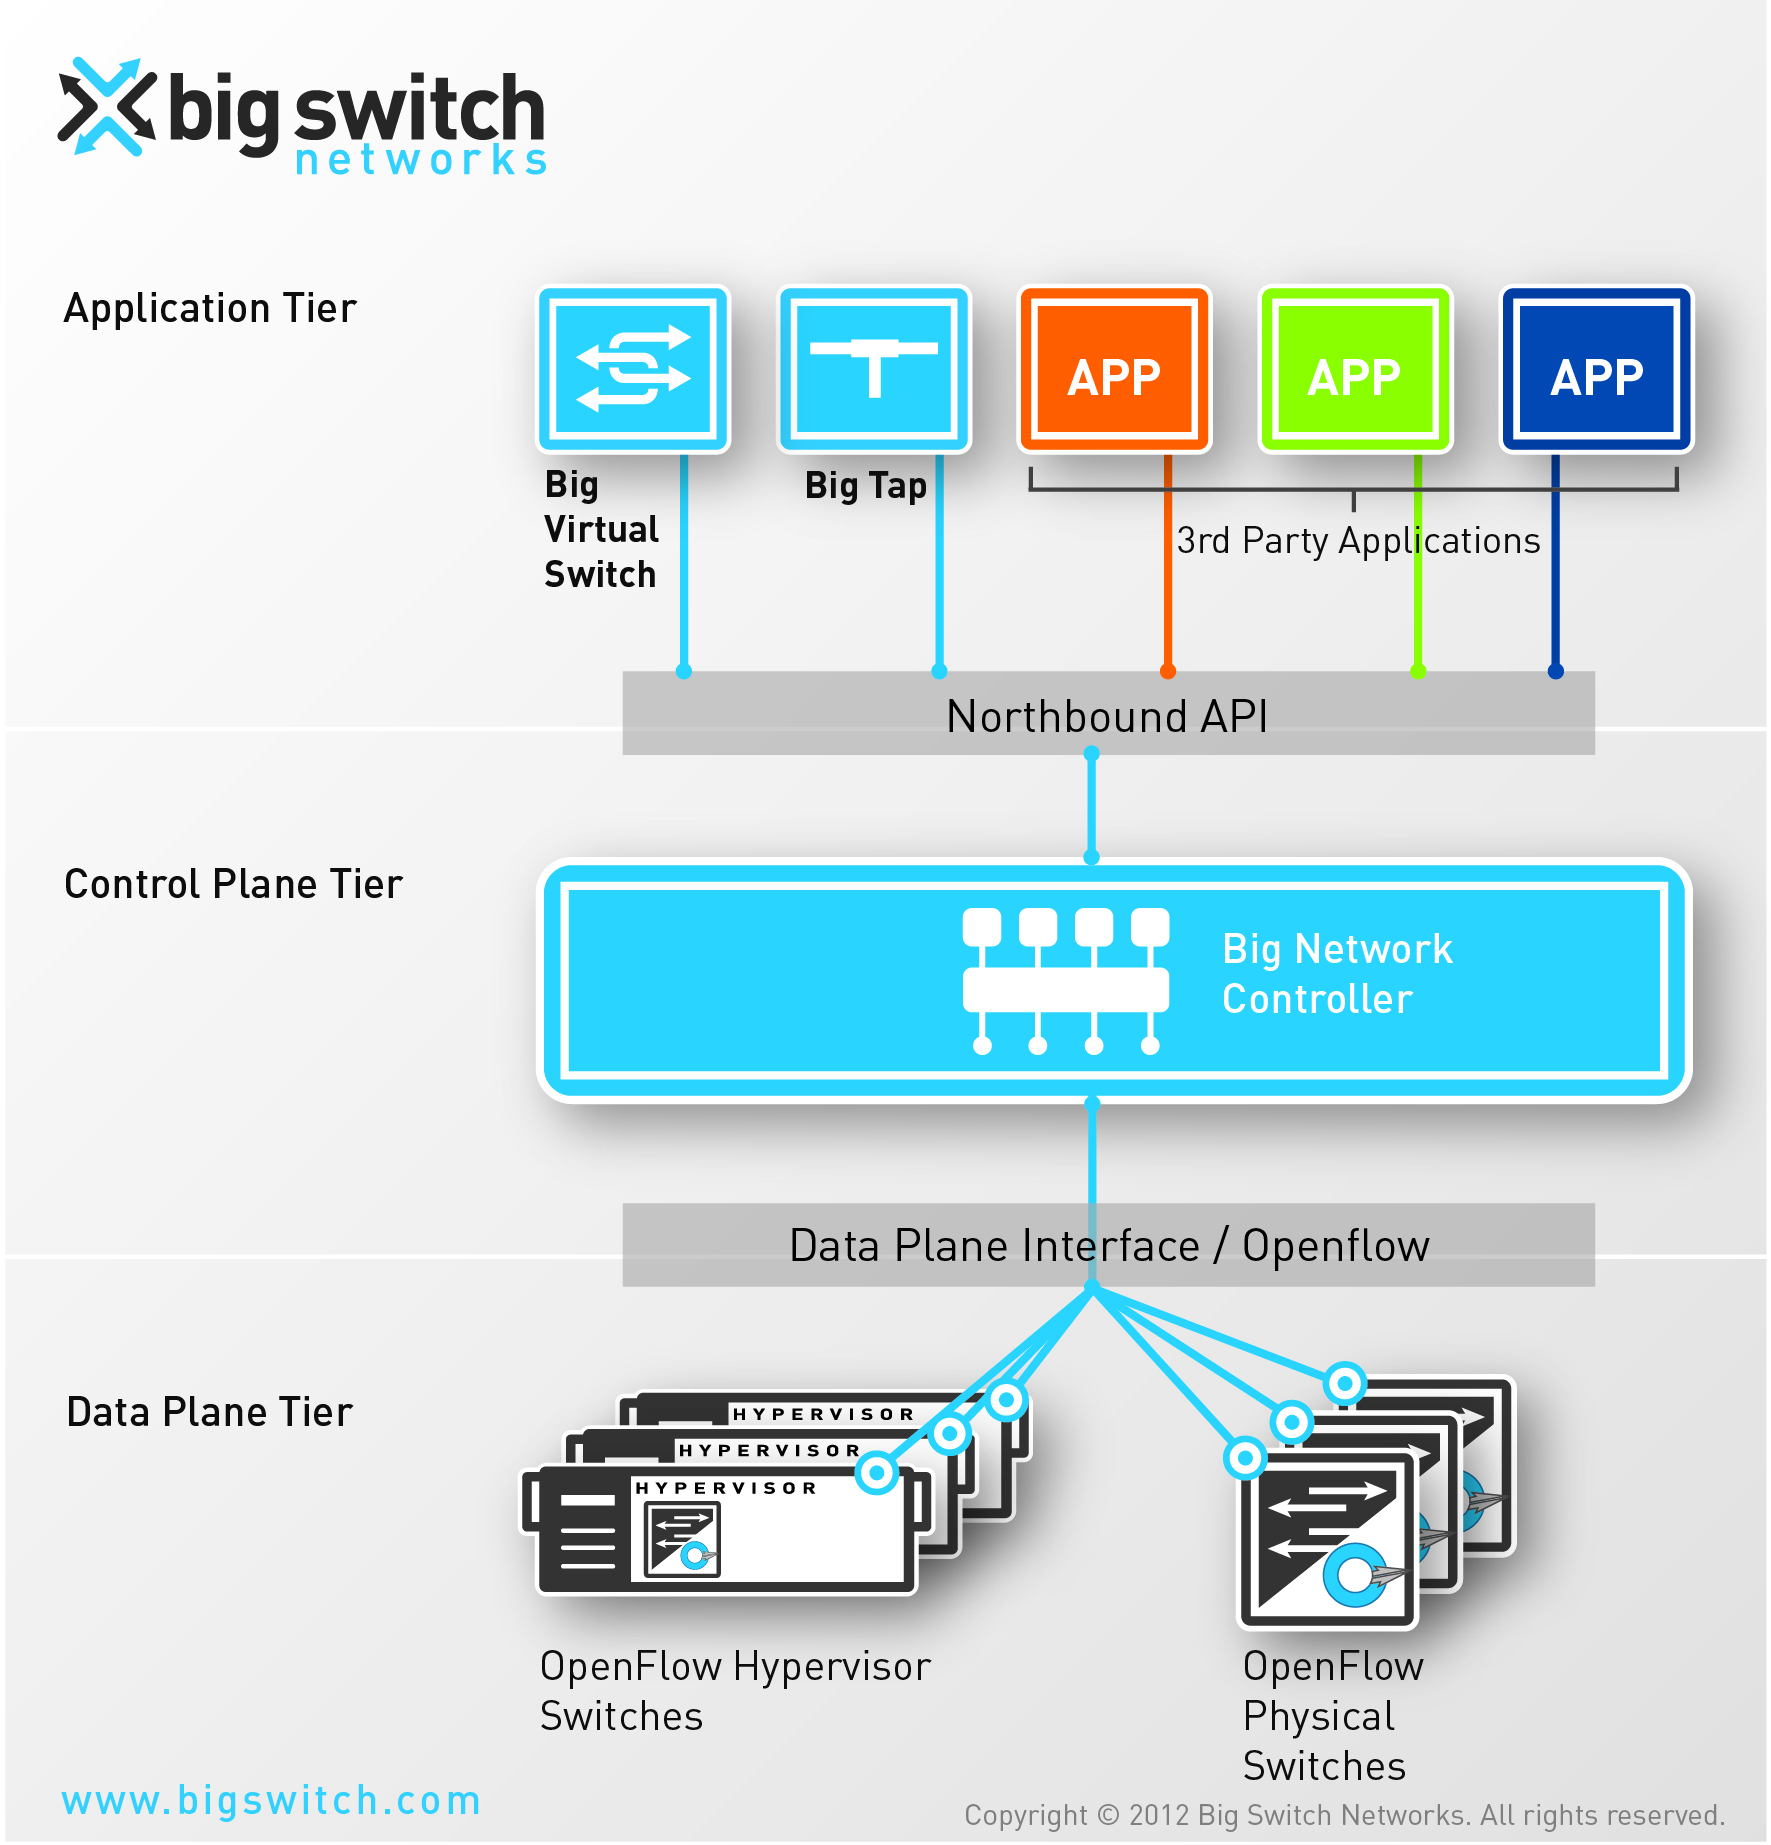 big switch
networks
Application Tier
APP
APP
APP
Big
Virtual
Switch
Big Tap
3rd Party Applications
Northbound API
Control Plane Tier
Big Network
Controller
Data Plane Interface / Openflow
Data Plane Tier
HYPERVISOR
HYPERVISOR
HYPERVISOR
OpenFlow Hypervisor
Switches
OpenFlow
Physical
Switches
www.bigswitch.com
Copyright © 2012 Big Switch Networks. All rights reserved.